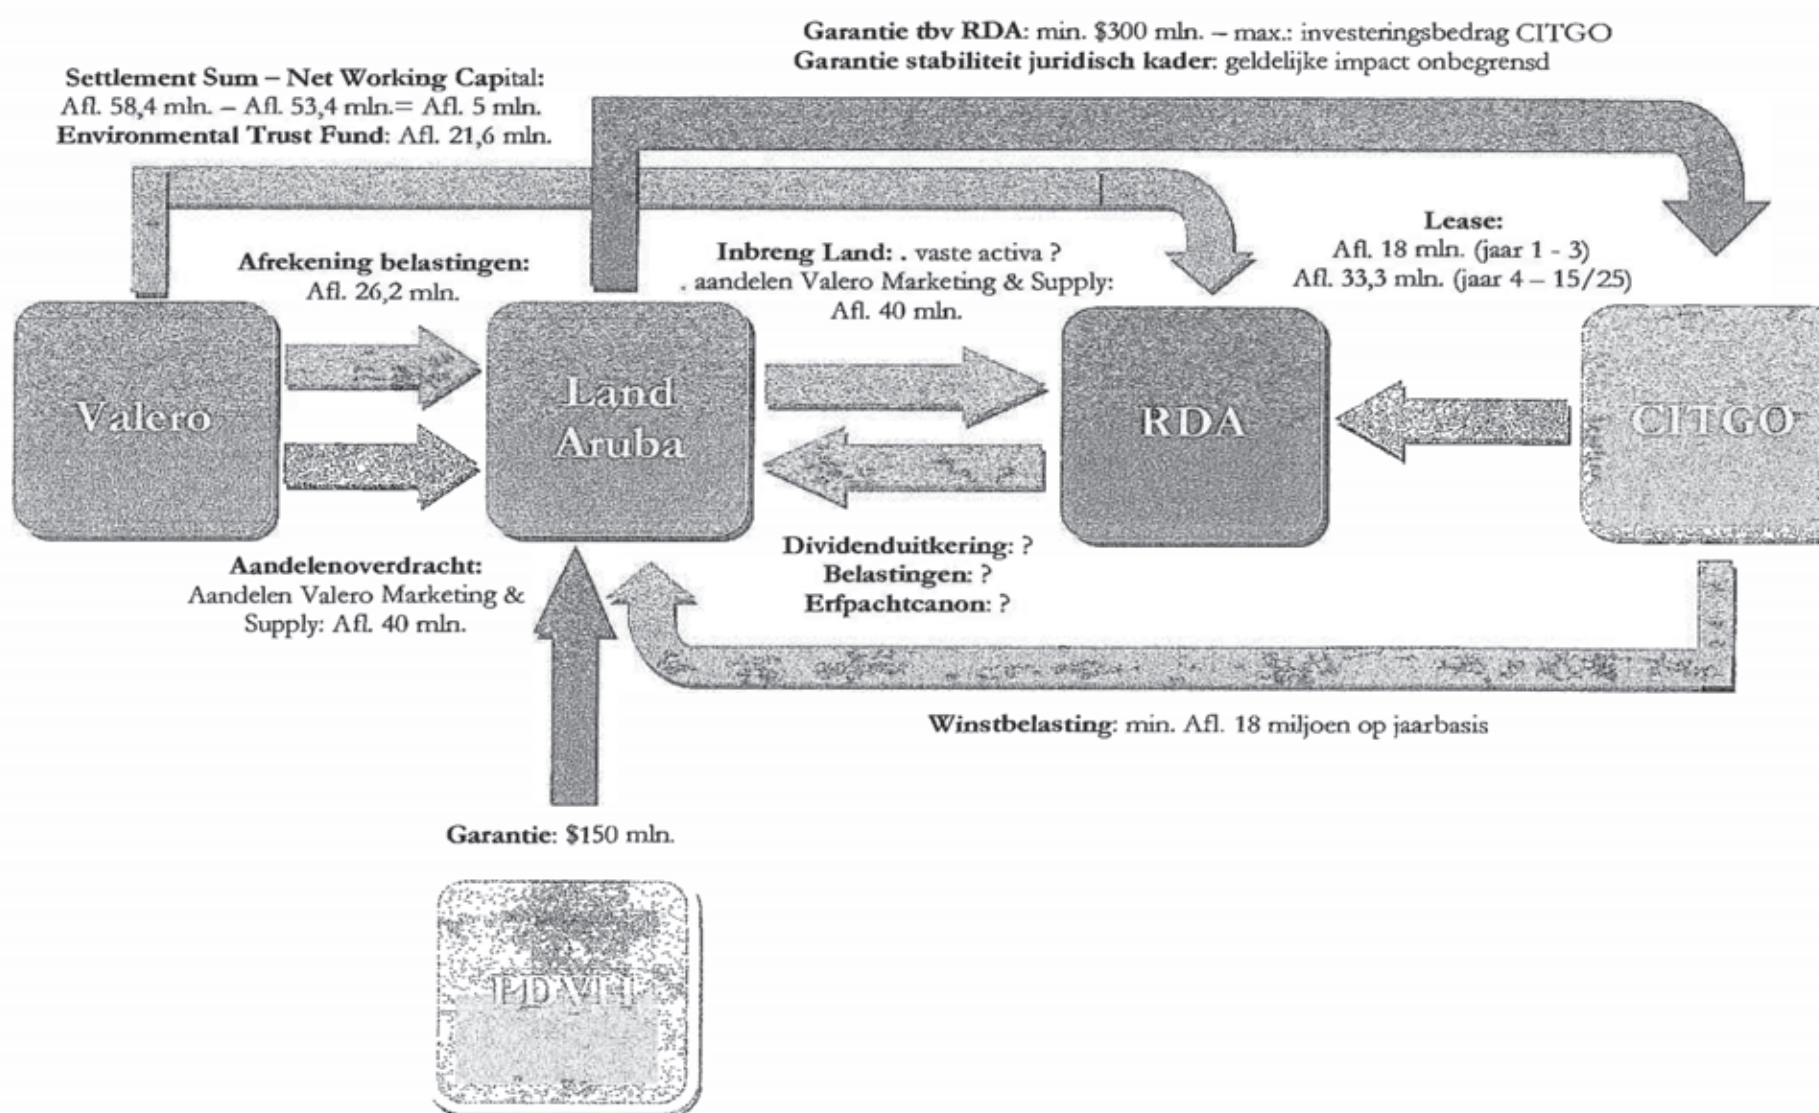 Garantie tbv RDA: min. $300 mln. – max.: investeringsbedrag CITGO
Garantie stabiliteit juridisch kader: geldelijke impact onbegrensd
Settlement Sum – Net Working Capital:
Afl. 58,4 mln. – Afl. 53,4 mln.= Afl. 5 mln.
Environmental Trust Fund: Afl. 21,6 mln.
Afrekening belastingen:
Afl. 26,2 mln.
Inbreng Land: . vaste activa ?
. aandelen Valero Marketing & Supply:
Afl. 40 mln.
Lease:
Afl. 18 mln. (jaar 1 - 3)
Afl. 33,3 mln. (jaar 4 – 15/25)
Valero
Land
Aruba
RDA
CITGO
Aandelenoverdracht:
Aandelen Valero Marketing &
Supply: Afl. 40 mln.
Dividenduitkering: ?
Belastingen: ?
Erfpachtcanon: ?
Winstbelasting: min. Afl. 18 miljoen op jaarbasis
Garantie: $150 mln.
PDVH